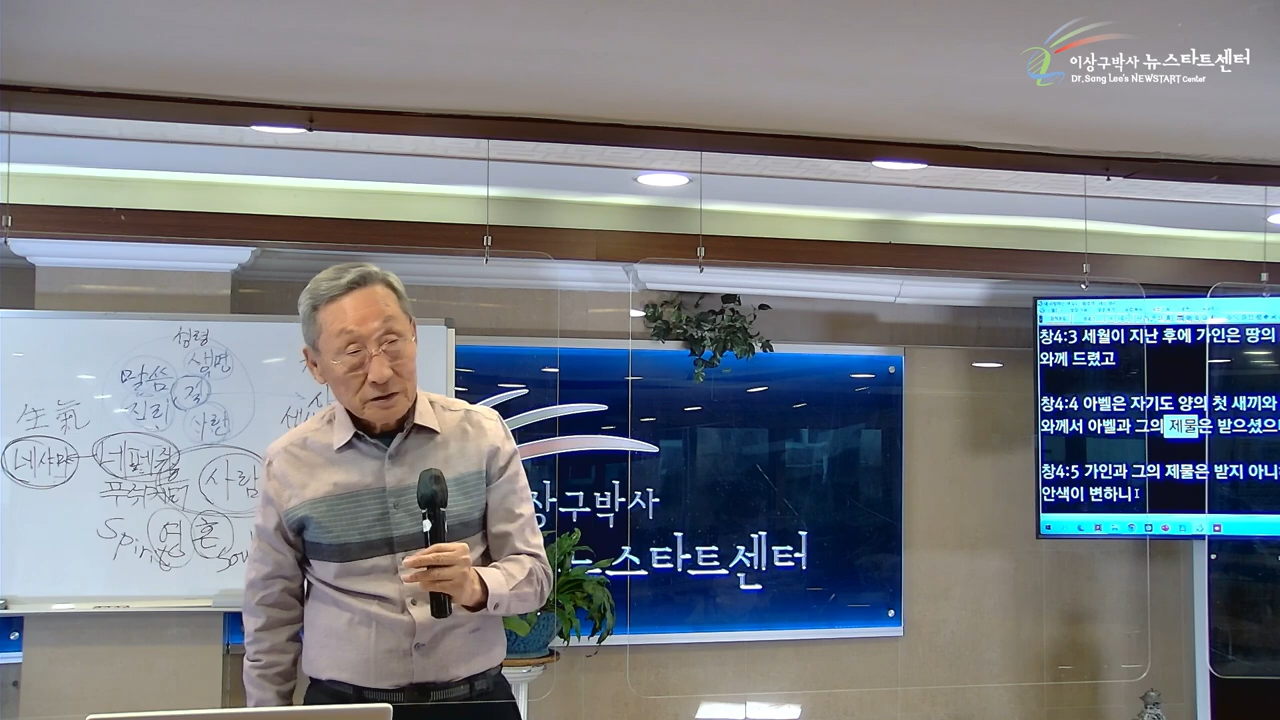 이상구박사 뉴스타트센터
Dr. Sang Lee's NEWSTART Center
성령
생명
말씀
진리
사랑
生氣
네샤마
네페쉬
사람
Spirit
영
혼
상구박사
뉴스타트센터
창4:3 세월이 지난 후에 가인은 땅의
와께 드렸고
창4:4 아벨은 자기도 양의 첫 새끼와
와께서 아벨과 그의 제물은 받으셨으
창4:5 가인과 그의 제물은 받지 아니
안색이 변하니